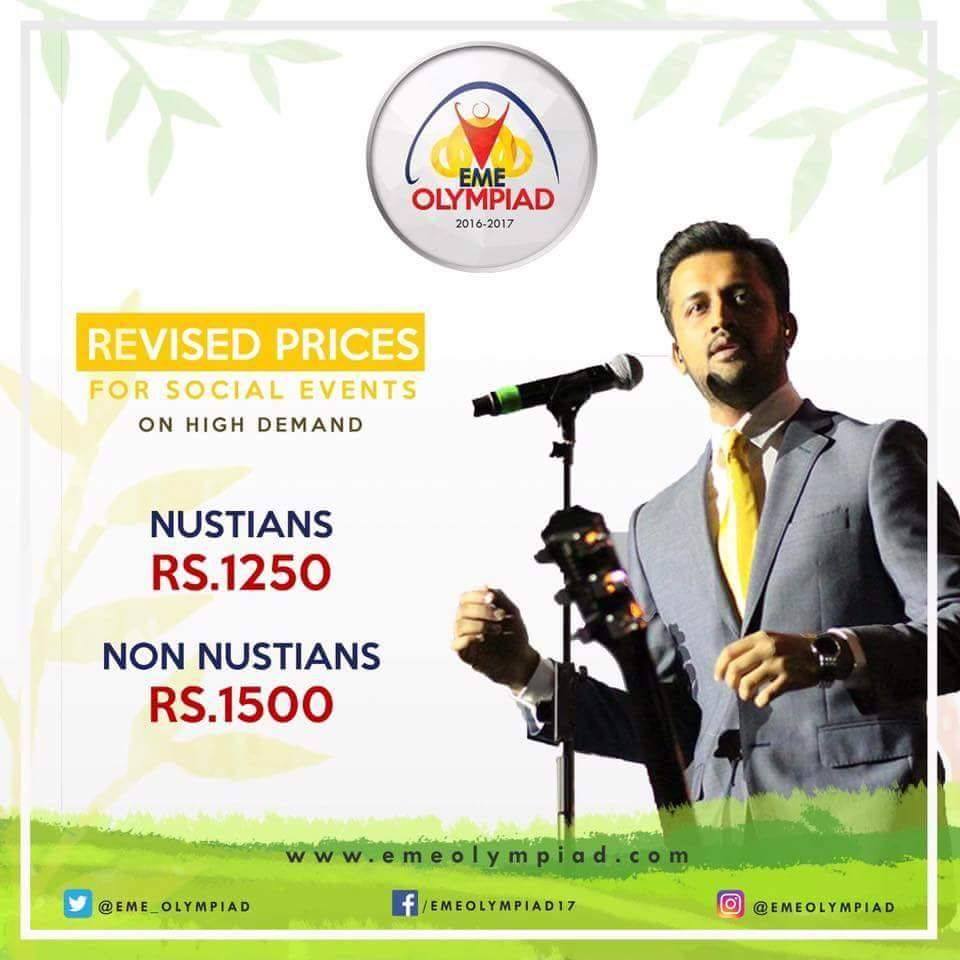 EME
OLYMPIAD
2016-2017
REVISED PRICES
FOR SOCIAL EVENTS
ON HIGH DEMAND
NUSTIANS
RS.1250
NON NUSTIANS
RS.1500
www.emeolympiad.com
@EME_OLYMPIAD
/EMEOLYMPIAD17
@EMEOLYMPIAD